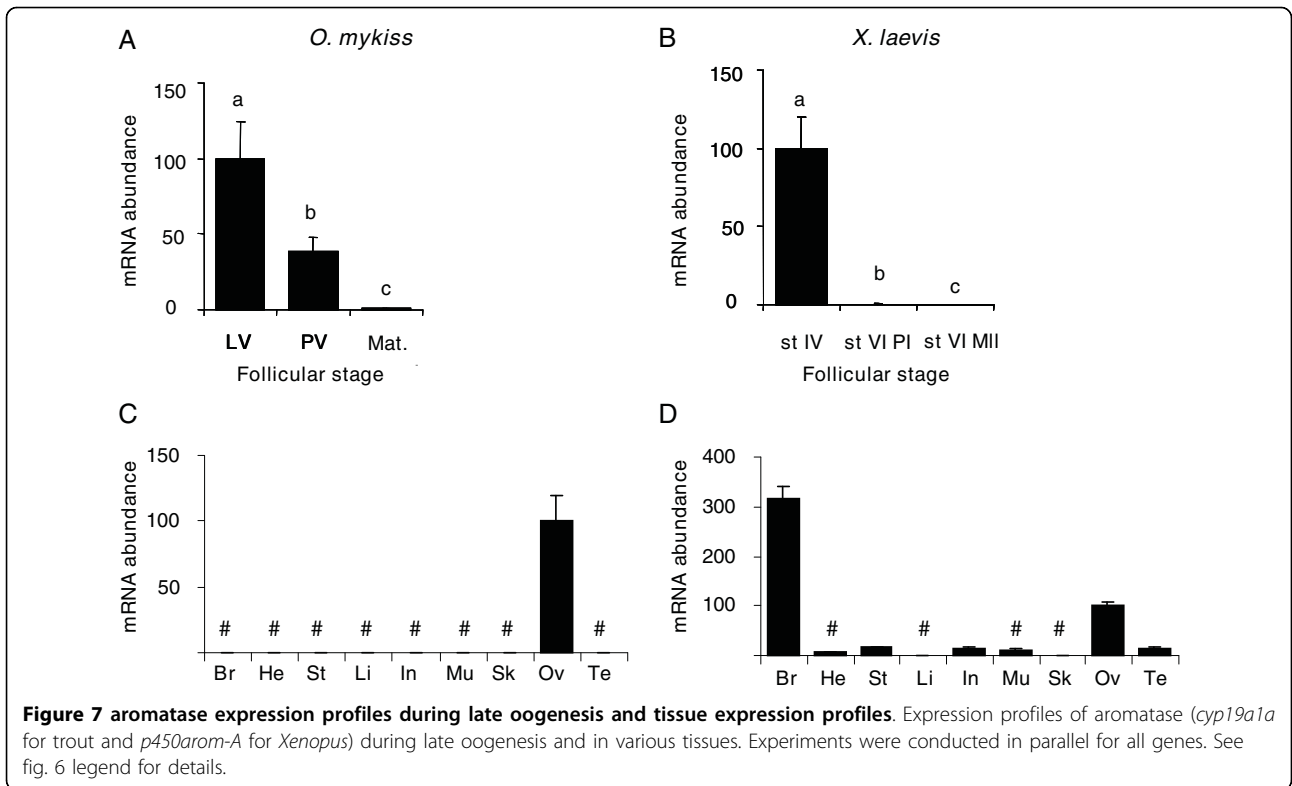 A
O. mykiss
mRNA abundance
150
100
50
0
a
b
c
LV PV Mat.
Follicular stage
B
X. laevis
mRNA abundance
150
100
50
0
a
b
c
st IV st VI PI st VI MII
Follicular stage
C
mRNA abundance
150
100
50
# # # # # # # #
Br He St Li In Mu Sk Ov Te
D
mRNA abundance
400
300
200
100
# # # #
Br He St Li In Mu Sk Ov Te
Figure 7 aromatase expression profiles during late oogenesis and tissue expression profiles. Expression profiles of aromatase (cyp19a1a
for trout and p450arom-A for Xenopus) during late oogenesis and in various tissues. Experiments were conducted in parallel for all genes. See
fig. 6 legend for details.